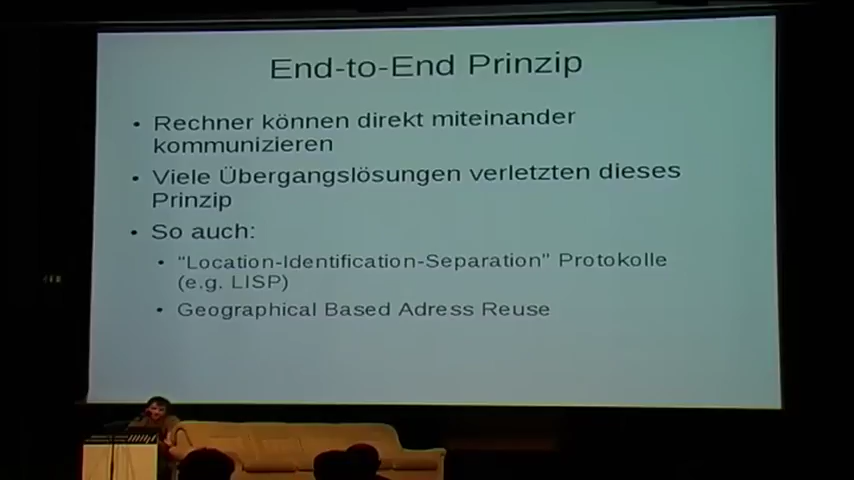 End-to-End Prinzip
• Rechner können direkt miteinander
kommunizieren
• Viele Übergangslösungen verletzten dieses
Prinzip
• So auch:
• "Location-Identification-Separation" Protokolle
(e.g. LISP)
• Geographical Based Adress Reuse